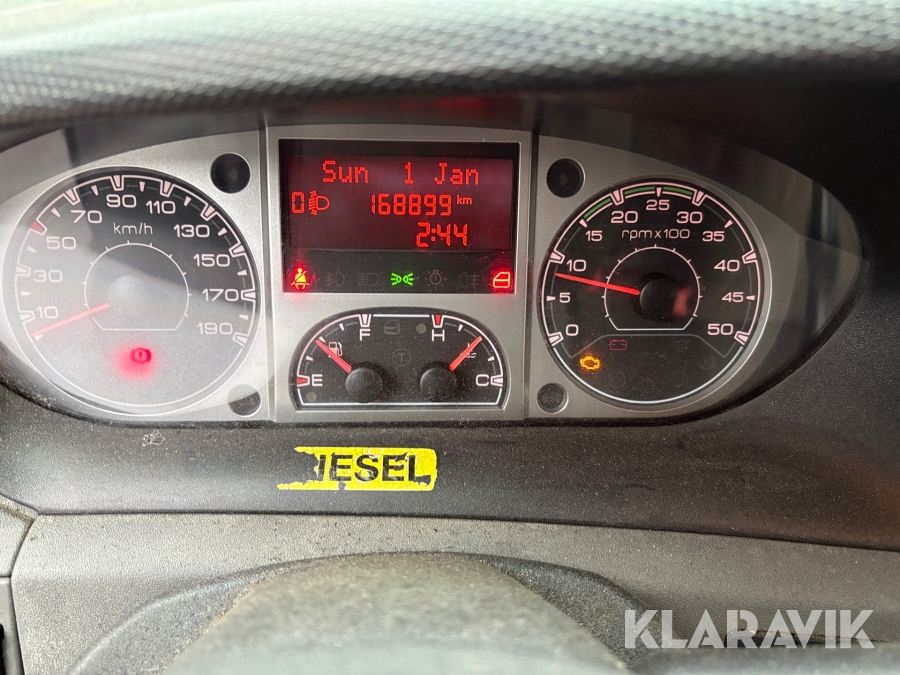 Sun 1 Jan
0 168899 km
2:44
km/h
10 30 50 70 90 110 130 150 170 190
rpm x 100
0 5 10 15 20 25 30 35 40 45 50
F H
E C
IESEL
KLARAVIK